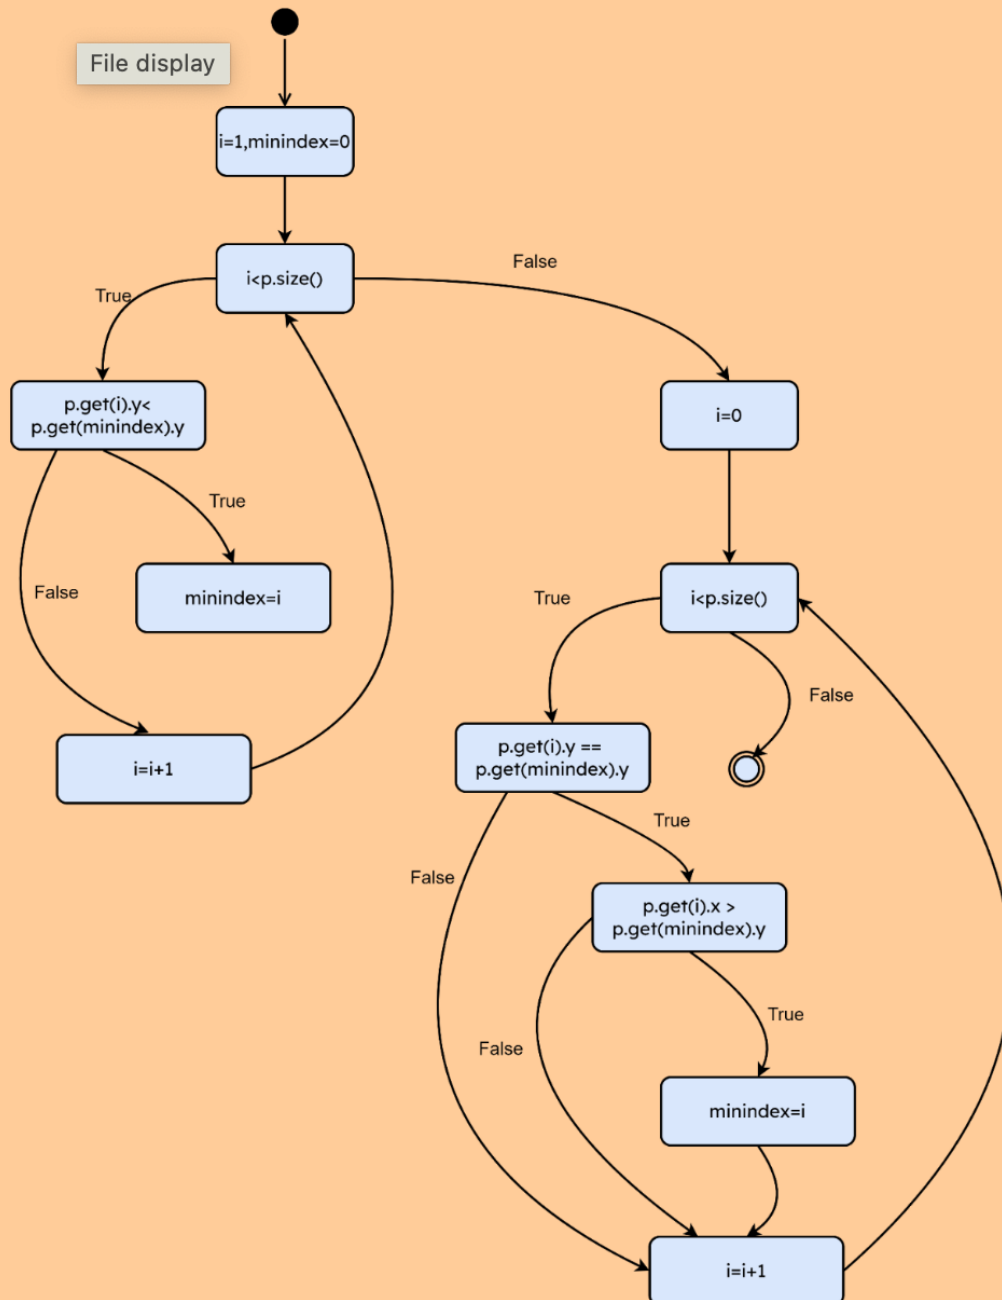 File display
i=1,minindex=0
i<p.size()
False
True
p.get(i).y<
p.get(minindex).y
i=0
True
False
minindex=i
i<p.size()
True
False
i=i+1
p.get(i).y ==
p.get(minindex).y
True
False
p.get(i).x >
p.get(minindex).y
True
False
minindex=i
i=i+1